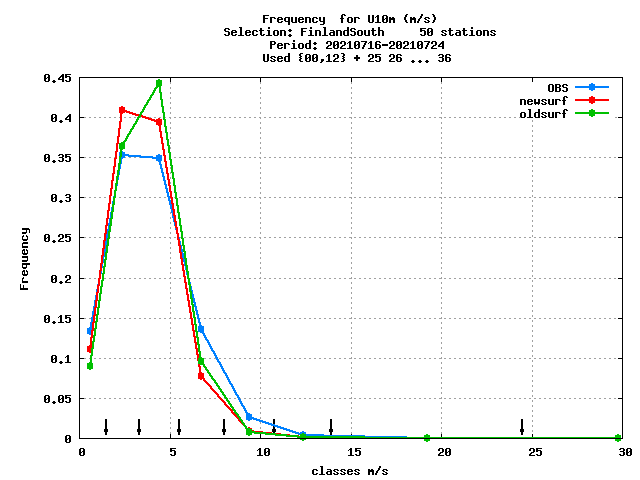 Frequency  for U10m (m/s)
Selection: FinlandSouth     50 stations
Period: 20210716-20210724
Used {00,12} + 25 26 ... 36
0.45
0.4
0.35
0.3
0.25
0.2
0.15
0.1
0.05
0
Frequency
OBS
newsurf
oldsurf
0 5 10 15 20 25 30
classes m/s